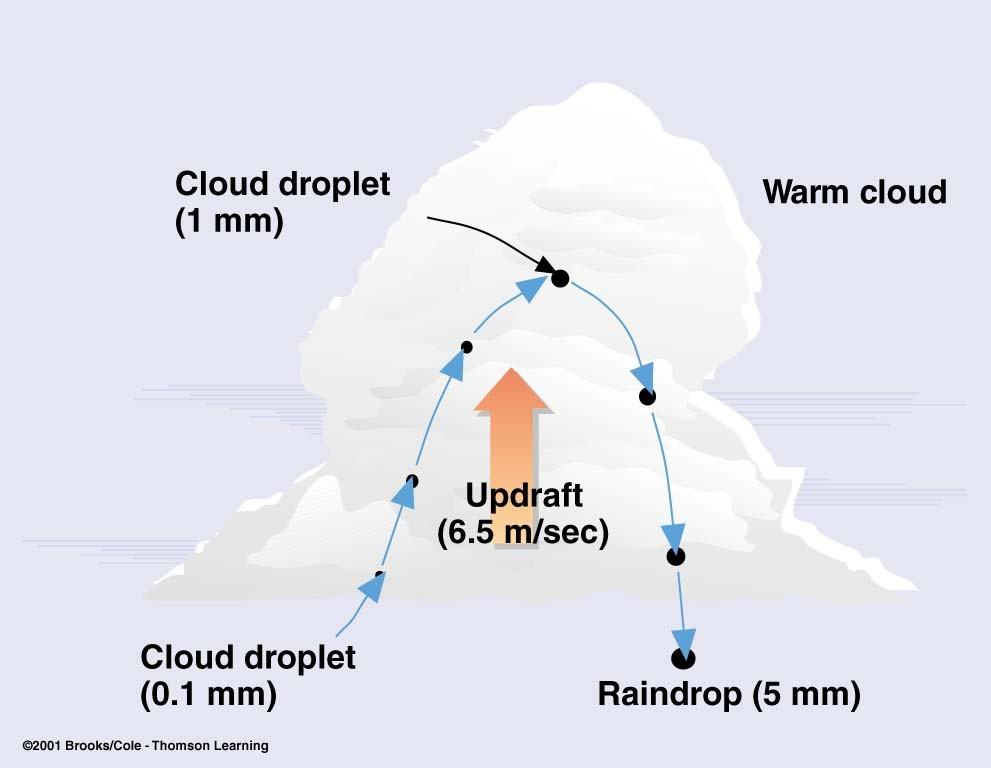 Cloud droplet
(1 mm)
Warm cloud
Updraft
(6.5 m/sec)
Cloud droplet
(0.1 mm)
Raindrop (5 mm)
©2001 Brooks/Cole - Thomson Learning